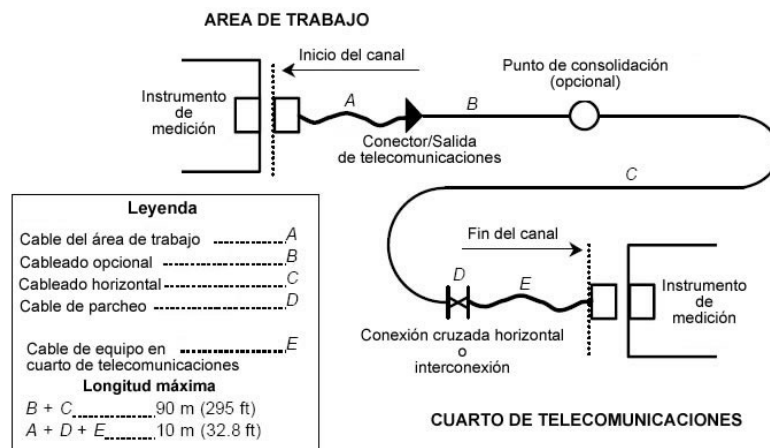 AREA DE TRABAJO
Inicio del canal
Punto de consolidación
(opcional)
Instrumento
de
medición
A
B
Conector/Salida
de telecomunicaciones
C
Leyenda
Cable del área de trabajo A
Cableado opcional B
Cableado horizontal C
Cable de parcheo D
Cable de equipo en E
cuarto de telecomunicaciones
Longitud máxima
B + C 90 m (295 ft)
A + D + E 10 m (32.8 ft)
Fin del canal
D
E
Instrumento
de
medición
Conexión cruzada horizontal
o
interconexión
CUARTO DE TELECOMUNICACIONES